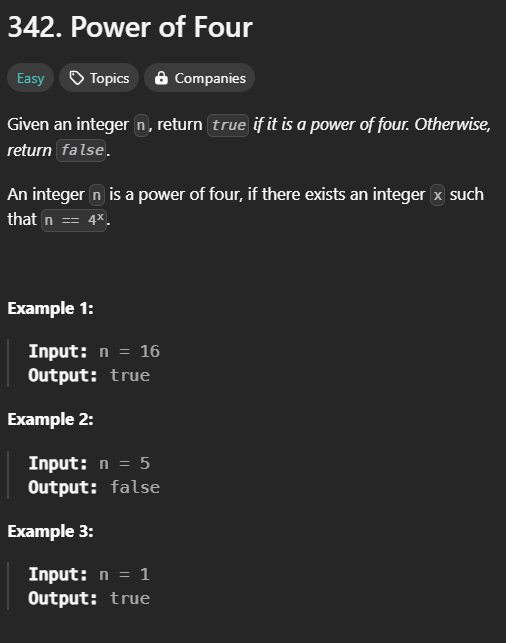 342. Power of Four
Easy Topics Companies
Given an integer n, return true if it is a power of four. Otherwise,
return false.
An integer n is a power of four, if there exists an integer x such
that n == 4ˣ.
Example 1:
Input: n = 16
Output: true
Example 2:
Input: n = 5
Output: false
Example 3:
Input: n = 1
Output: true